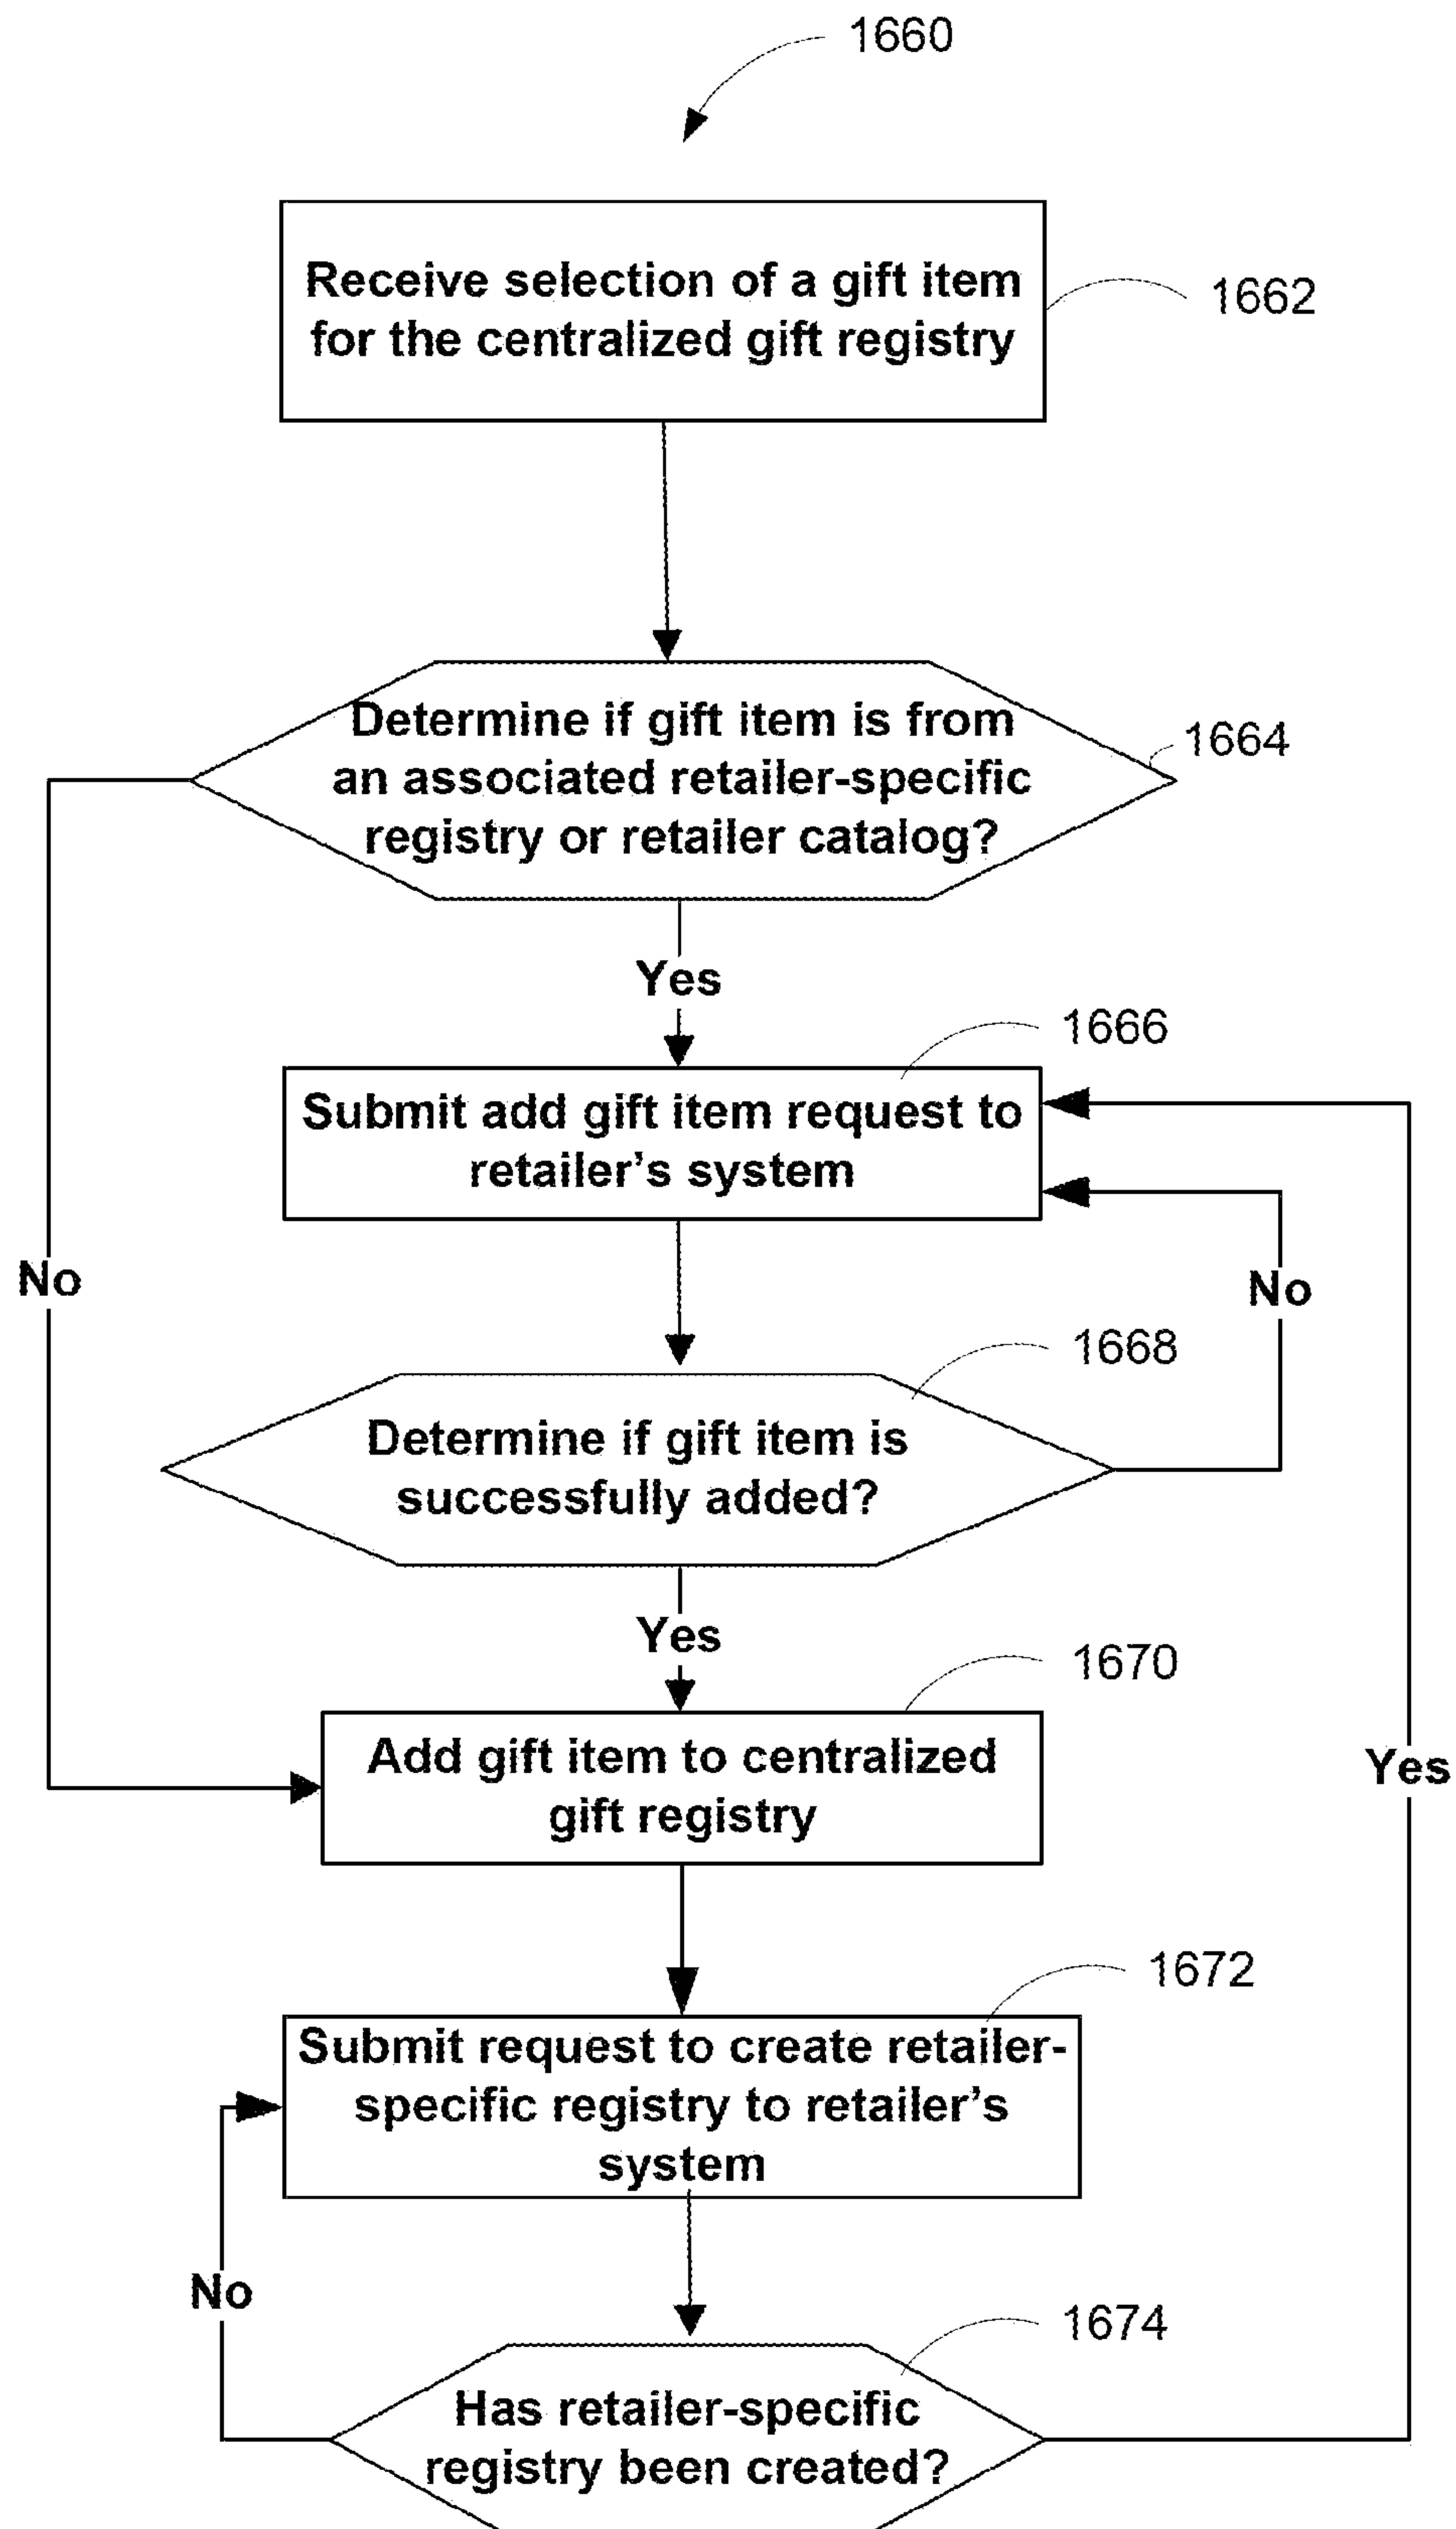 1660
Receive selection of a gift item
for the centralized gift registry
1662
Determine if gift item is from
an associated retailer-specific
registry or retailer catalog?
1664
Yes
1666
Submit add gift item request to
retailer's system
No
No
1668
Determine if gift item is
successfully added?
Yes
1670
Add gift item to centralized
gift registry
Yes
1672
Submit request to create retailer-
specific registry to retailer's
system
No
1674
Has retailer-specific
registry been created?